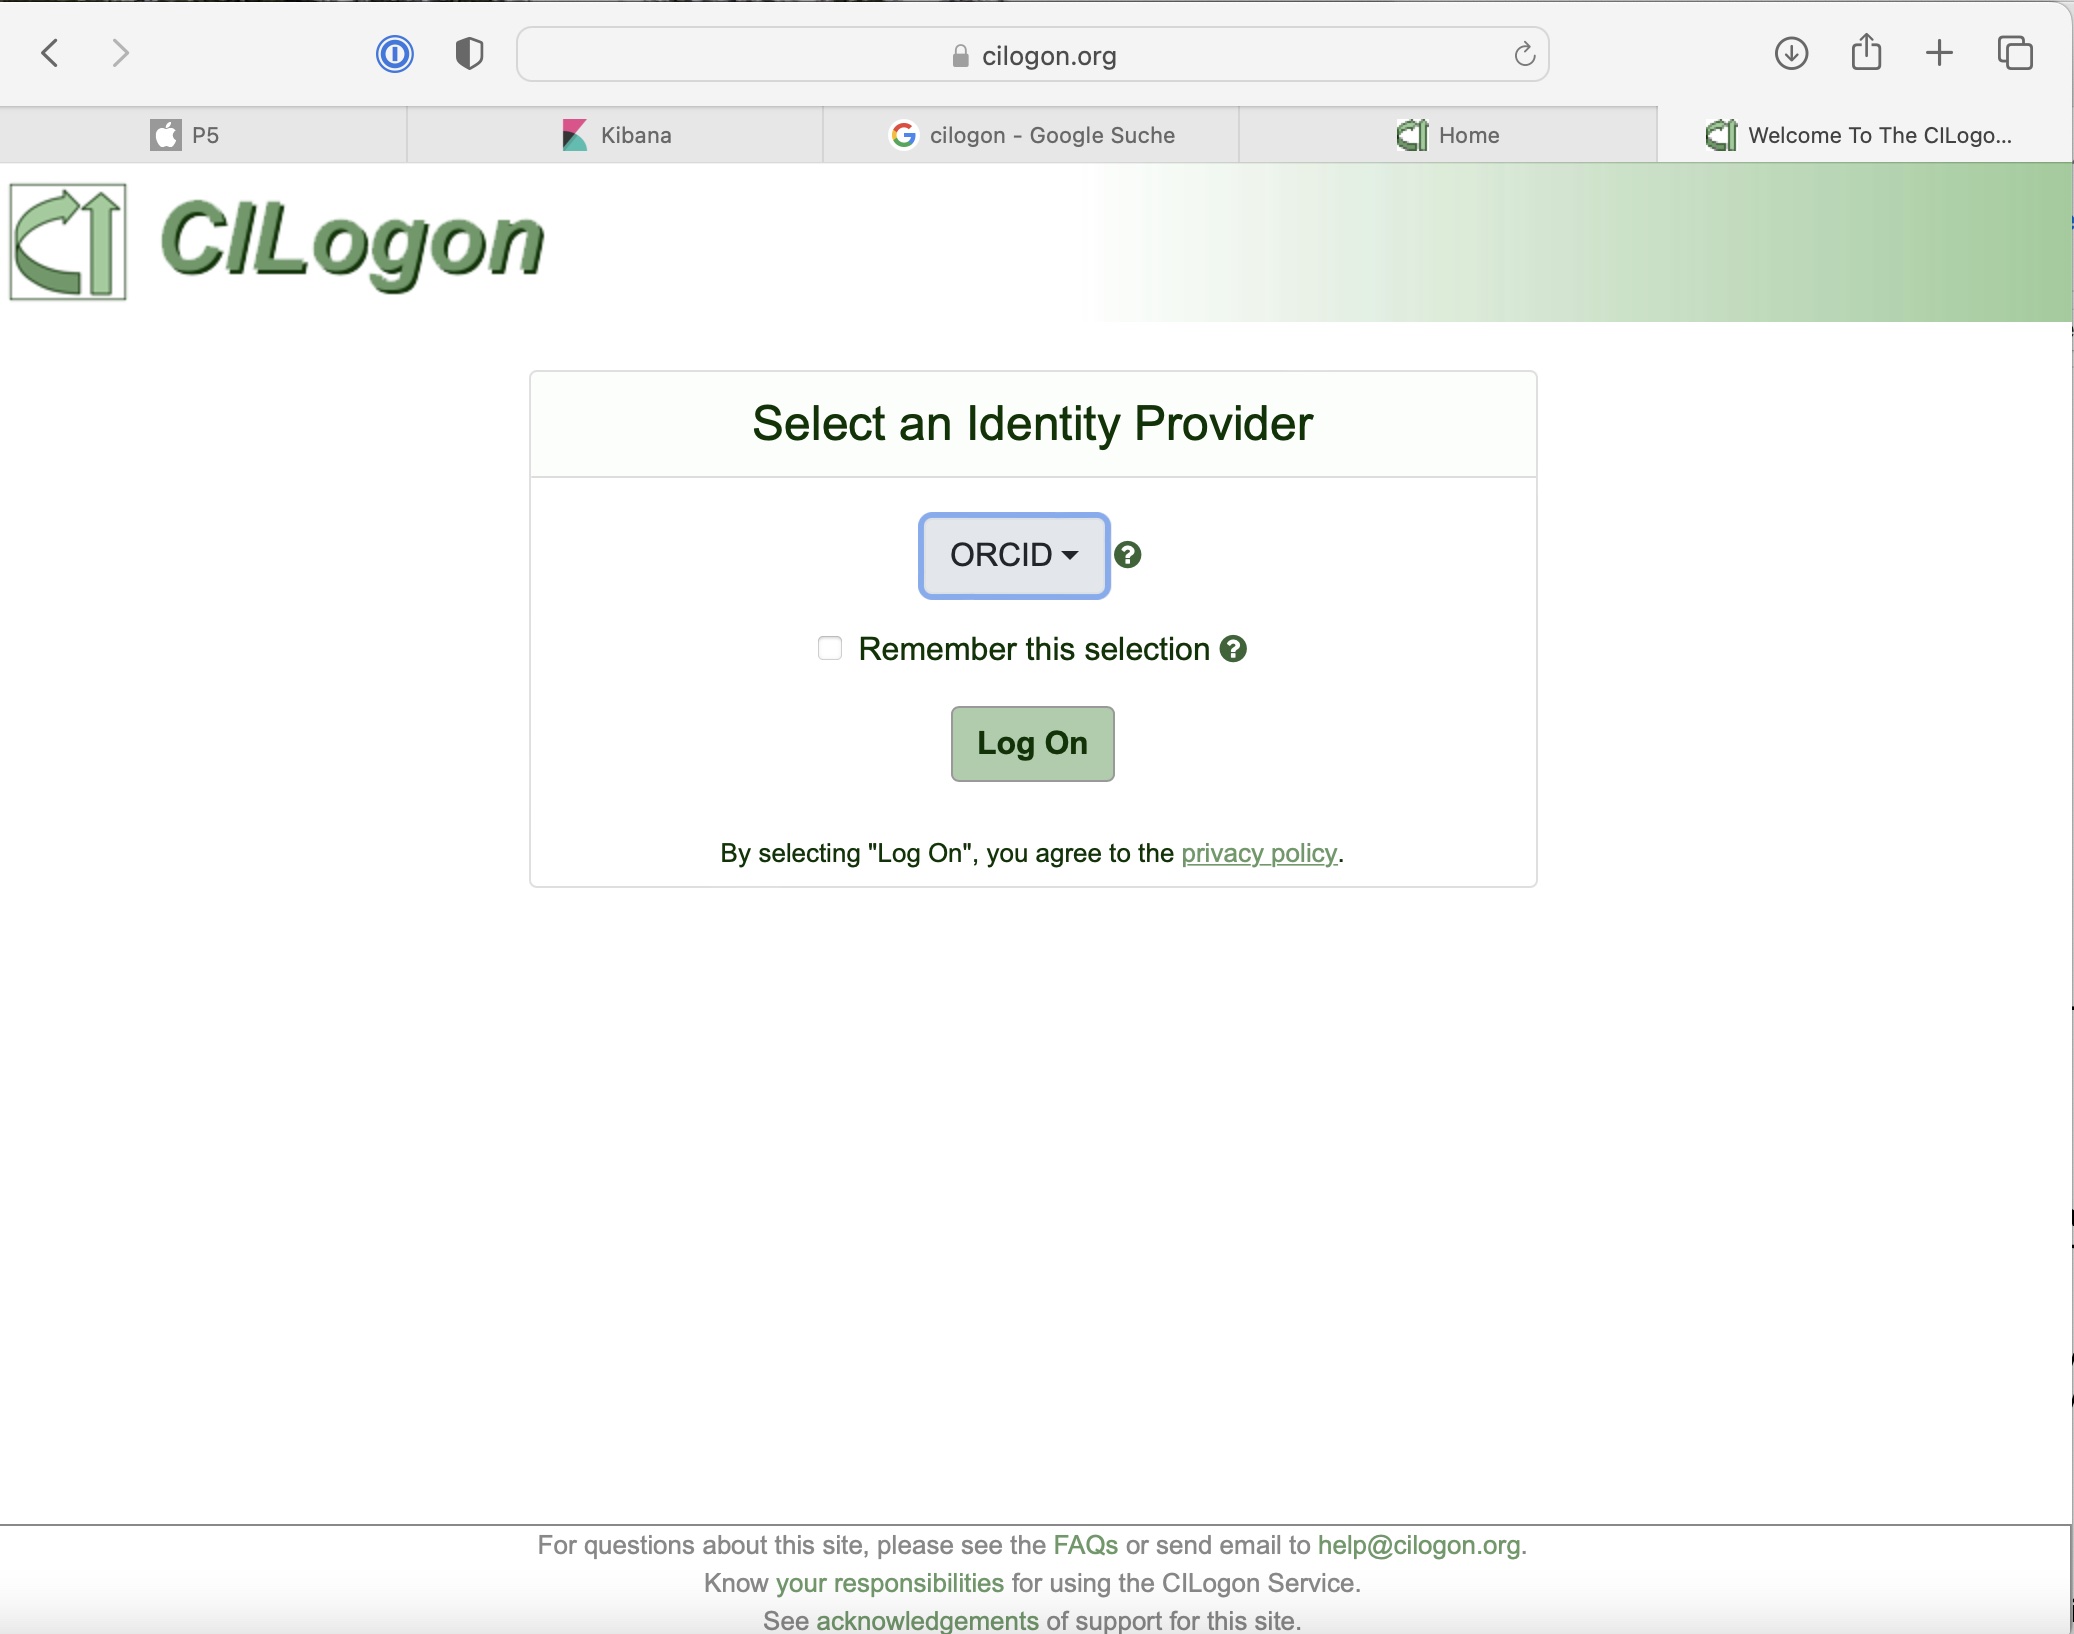 cilogon.org
P5
Kibana
cilogon - Google Suche
Home
Welcome To The CILogo...
CILogon
Select an Identity Provider
ORCID
Remember this selection
Log On
By selecting "Log On", you agree to the privacy policy.
For questions about this site, please see the FAQs or send email to help@cilogon.org.
Know your responsibilities for using the CILogon Service.
See acknowledgements of support for this site.